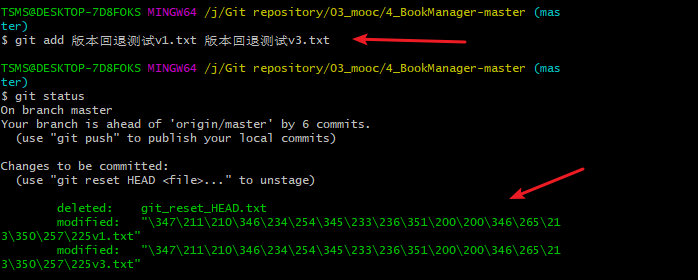 TSMS@DESKTOP-7D8FOKS MINGW64 /j/Git repository/03_mooc/4_BookManager-master (mas
ter)
$ git add 版本回退测试v1.txt 版本回退测试v3.txt
TSMS@DESKTOP-7D8FOKS MINGW64 /j/Git repository/03_mooc/4_BookManager-master (mas
ter)
$ git status
On branch master
Your branch is ahead of 'origin/master' by 6 commits.
(use "git push" to publish your local commits)
Changes to be committed:
(use "git reset HEAD <file>..." to unstage)
deleted: git_reset_HEAD.txt
modified: "\347\211\210\346\234\254\345\233\236\351\200\200\346\265\21
3\350\257\225v1.txt"
modified: "\347\211\210\346\234\254\345\233\236\351\200\200\346\265\21
3\350\257\225v3.txt"